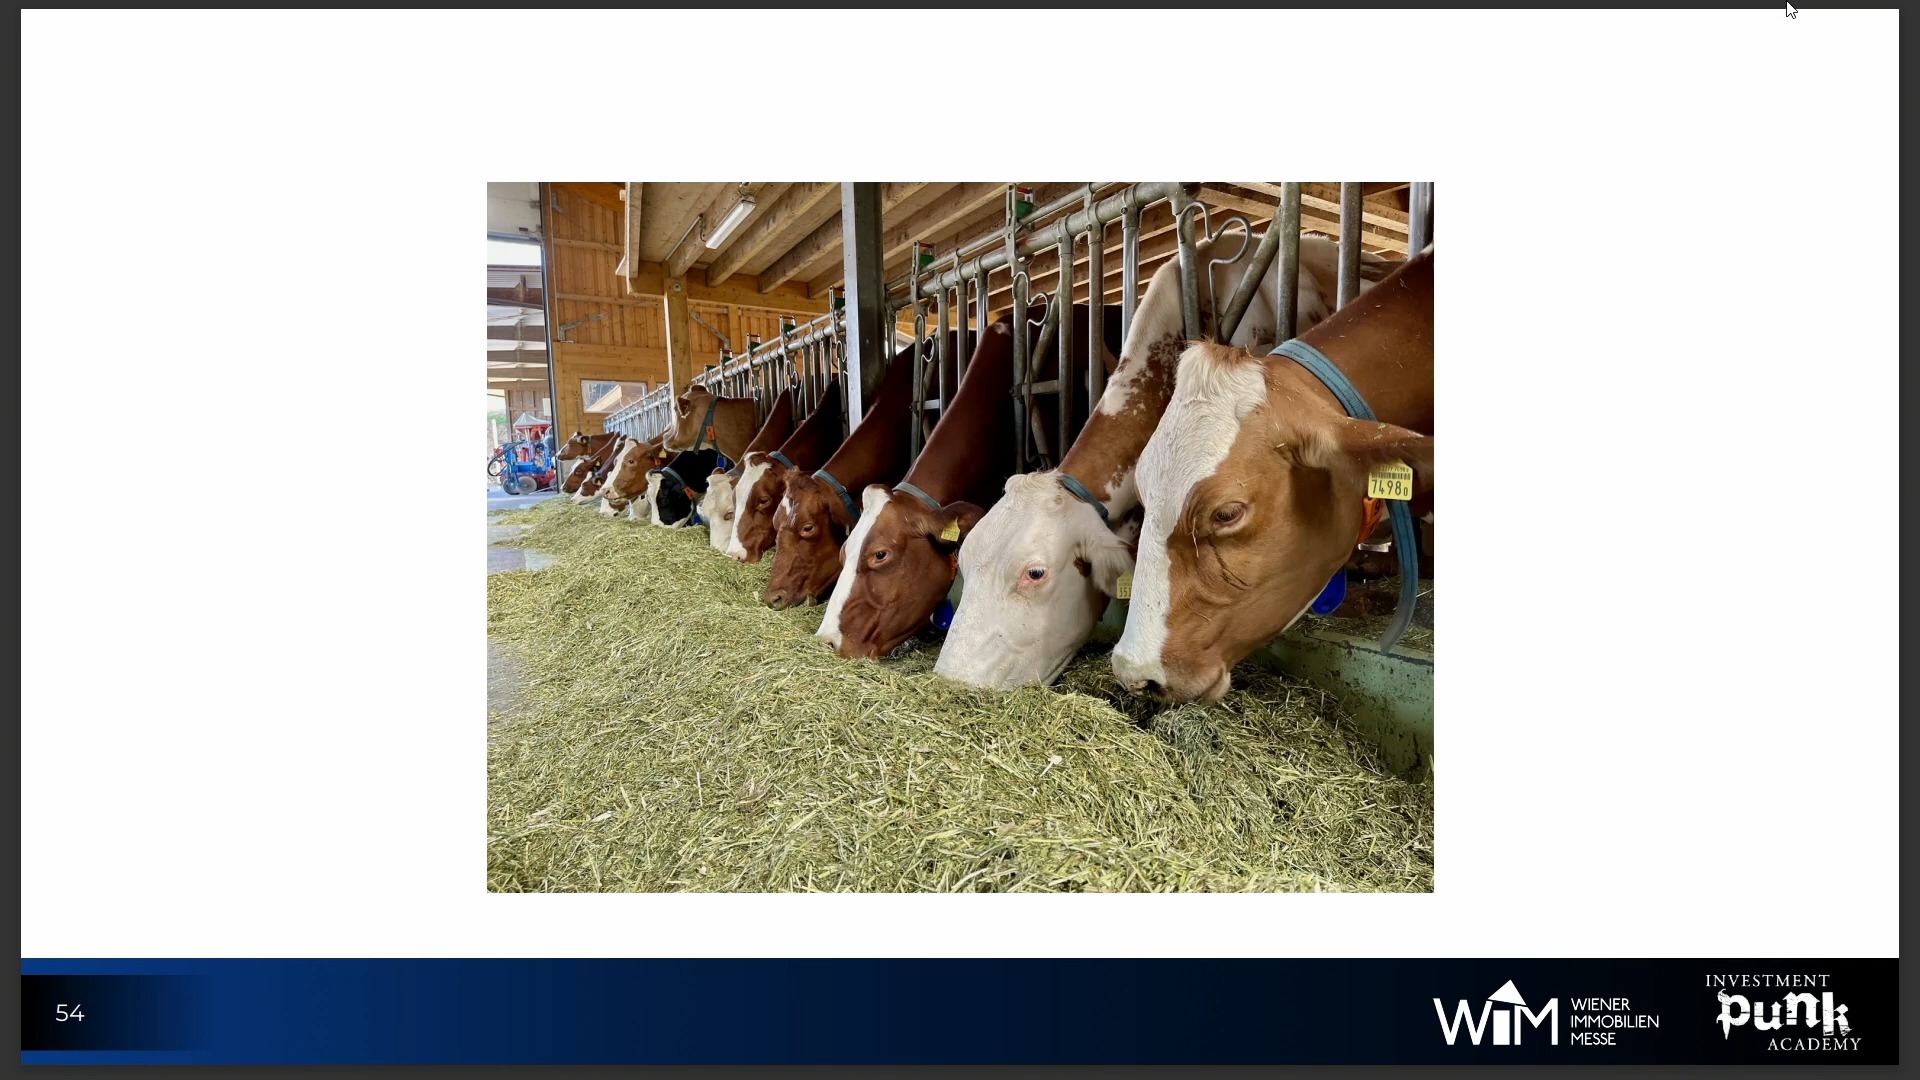 7498
54
WIM
WIENER
IMMOBILIEN
MESSE
INVESTMENT
punk
ACADEMY